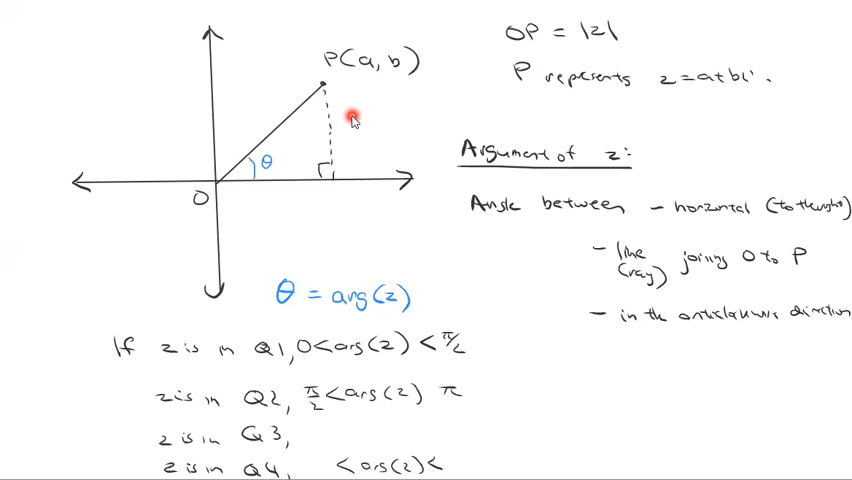 P(a, b)
θ
O
θ = arg(z)
If z is in Q1, 0<arg(z)<π/2
z is in Q2, π/2<arg(z) π
z is in Q3,
z is in Q4, <arg(z)<
OP = |z|
P represents z=a+bi.
Argument of z:
Angle between - horizontal (to the right)
- line (ray) joining O to P
- in the anticlockwise direction